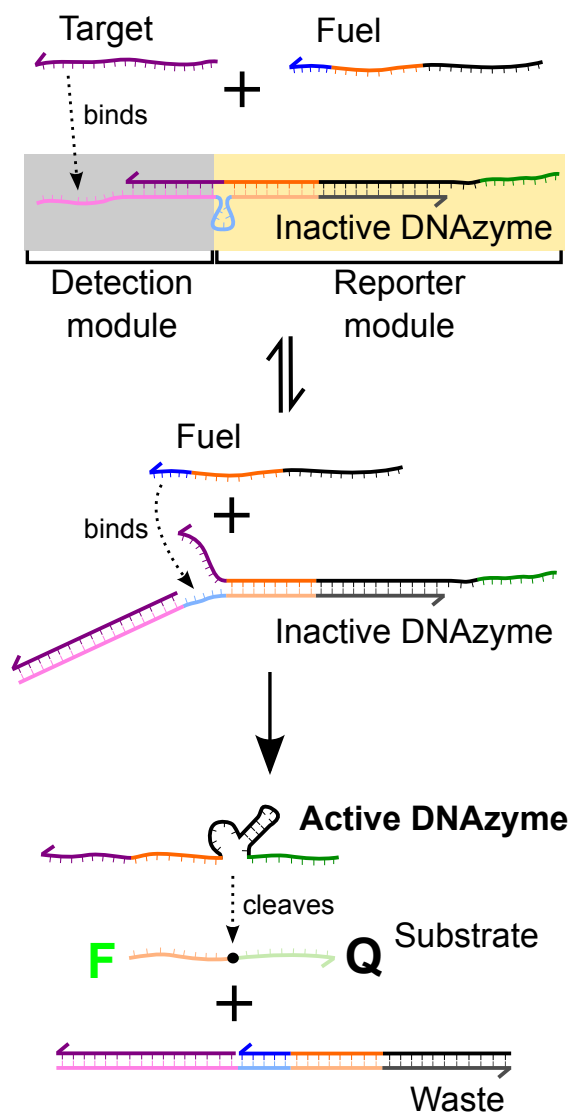 Target
Fuel
+
binds
Inactive DNAzyme
Detection
module
Reporter
module
Fuel
+
binds
Inactive DNAzyme
Active DNAzyme
cleaves
F
Q
Substrate
+
Waste